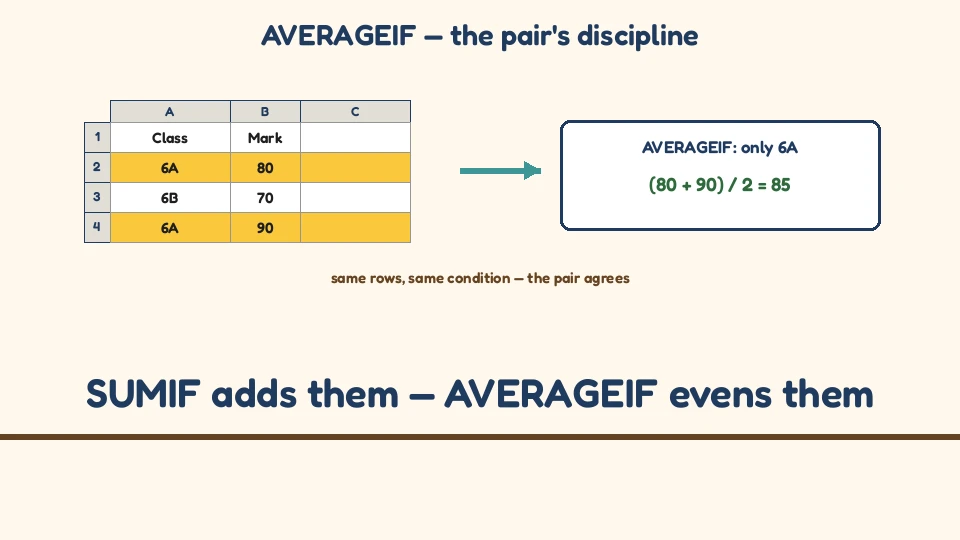 AVERAGEIF — the pair's discipline
A B C
1 Class Mark
2 6A 80
3 6B 70
4 6A 90
AVERAGEIF: only 6A
(80 + 90) / 2 = 85
same rows, same condition — the pair agrees
SUMIF adds them — AVERAGEIF evens them